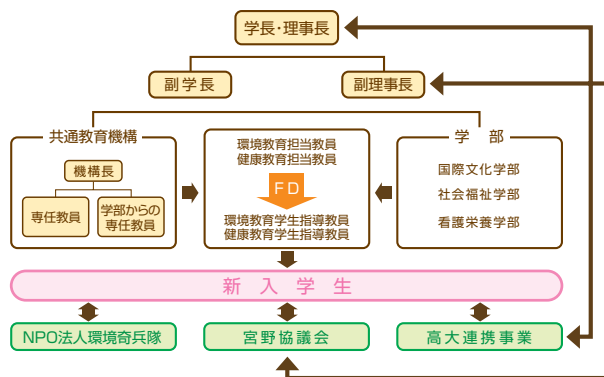 学長・理事長
副学長
副理事長
共通教育機構
機構長
専任教員
学部からの
専任教員
環境教育担当教員
健康教育担当教員
FD
環境教育学生指導教員
健康教育学生指導教員
学部
国際文化学部
社会福祉学部
看護栄養学部
新入学生
NPO法人環境奇兵隊
宮野協議会
高大連携事業